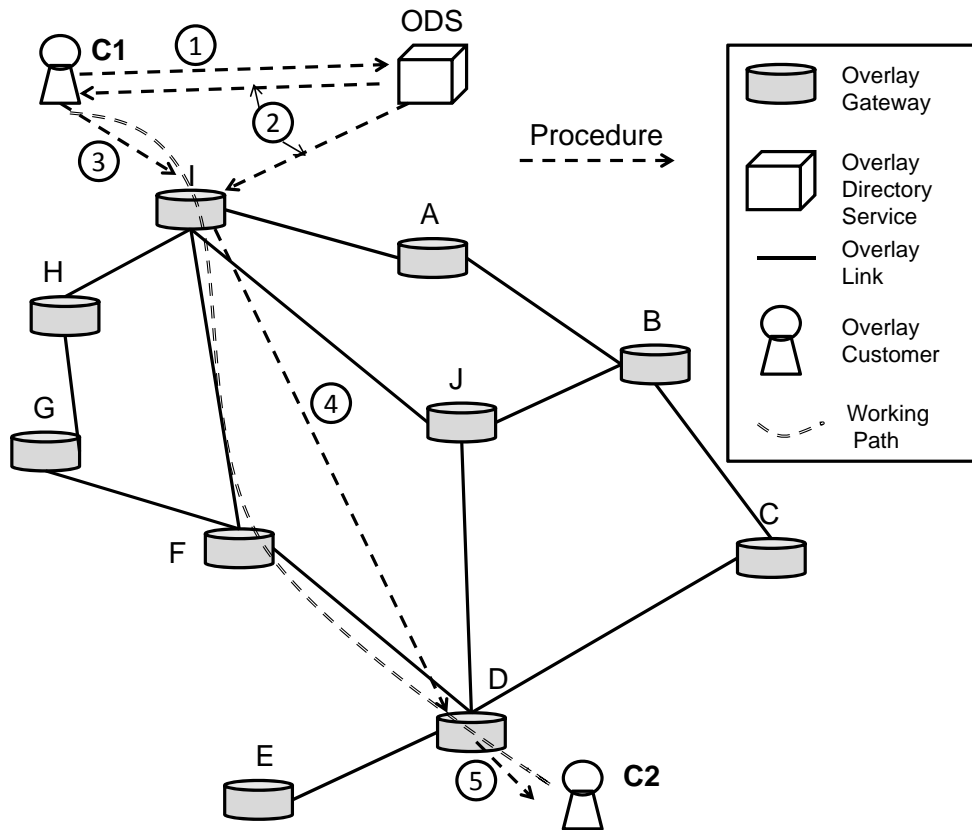 ODS
C1
1
2
3
Procedure
I
A
H
B
J
G
4
C
F
D
E
5
C2
Overlay
Gateway
Overlay
Directory
Service
Overlay
Link
Overlay
Customer
Working
Path